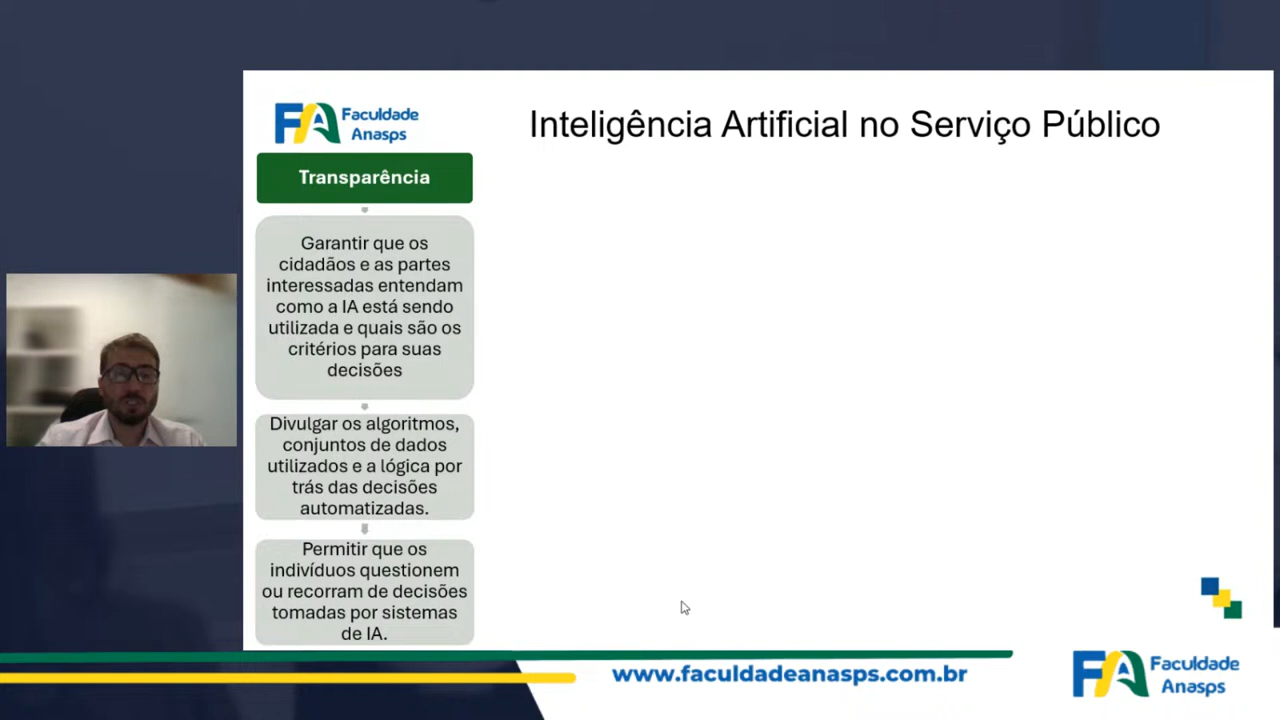 FA Faculdade
Anasps
Inteligência Artificial no Serviço Público
Transparência
Garantir que os
cidadãos e as partes
interessadas entendam
como a IA está sendo
utilizada e quais são os
critérios para suas
decisões
Divulgar os algoritmos,
conjuntos de dados
utilizados e a lógica por
trás das decisões
automatizadas.
Permitir que os
indivíduos questionem
ou recorram de decisões
tomadas por sistemas
de IA.
www.faculdadeanasps.com.br
FA Faculdade
Anasps